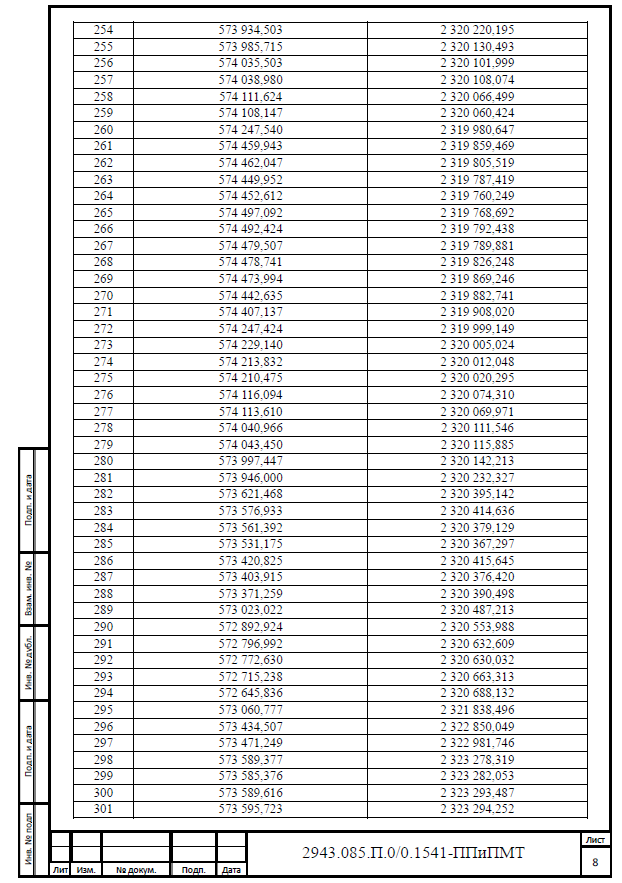 254 573 934,503 2 320 220,195
255 573 985,715 2 320 130,493
256 574 035,503 2 320 101,999
257 574 038,980 2 320 108,074
258 574 111,624 2 320 066,499
259 574 108,147 2 320 060,424
260 574 247,540 2 319 980,647
261 574 459,943 2 319 859,469
262 574 462,047 2 319 805,519
263 574 449,952 2 319 787,419
264 574 452,612 2 319 760,249
265 574 497,092 2 319 768,692
266 574 492,424 2 319 792,438
267 574 479,507 2 319 789,881
268 574 478,741 2 319 826,248
269 574 473,994 2 319 869,246
270 574 442,635 2 319 882,741
271 574 407,137 2 319 908,020
272 574 247,424 2 319 999,149
273 574 229,140 2 320 005,024
274 574 213,832 2 320 012,048
275 574 210,475 2 320 020,295
276 574 116,094 2 320 074,310
277 574 113,610 2 320 069,971
278 574 040,966 2 320 111,546
279 574 043,450 2 320 115,885
280 573 997,447 2 320 142,213
281 573 946,000 2 320 232,327
282 573 621,468 2 320 395,142
283 573 576,933 2 320 414,636
284 573 561,392 2 320 379,129
285 573 531,175 2 320 367,297
286 573 420,825 2 320 415,645
287 573 403,915 2 320 376,420
288 573 371,259 2 320 390,498
289 573 023,022 2 320 487,213
290 572 892,924 2 320 553,988
291 572 796,992 2 320 632,609
292 572 772,630 2 320 630,032
293 572 715,238 2 320 663,313
294 572 645,836 2 320 688,132
295 573 060,777 2 321 838,496
296 573 434,507 2 322 850,049
297 573 471,249 2 322 981,746
298 573 589,377 2 323 278,319
299 573 585,376 2 323 282,053
300 573 589,616 2 323 293,487
301 573 595,723 2 323 294,252
Подп. и дата
Взам. инв. №
Инв. № дубл.
Подп. и дата
Инв. № подп
Лит Изм. № докум. Подп. Дата
2943.085.П.0/0.1541-ППиПМТ
Лист
8